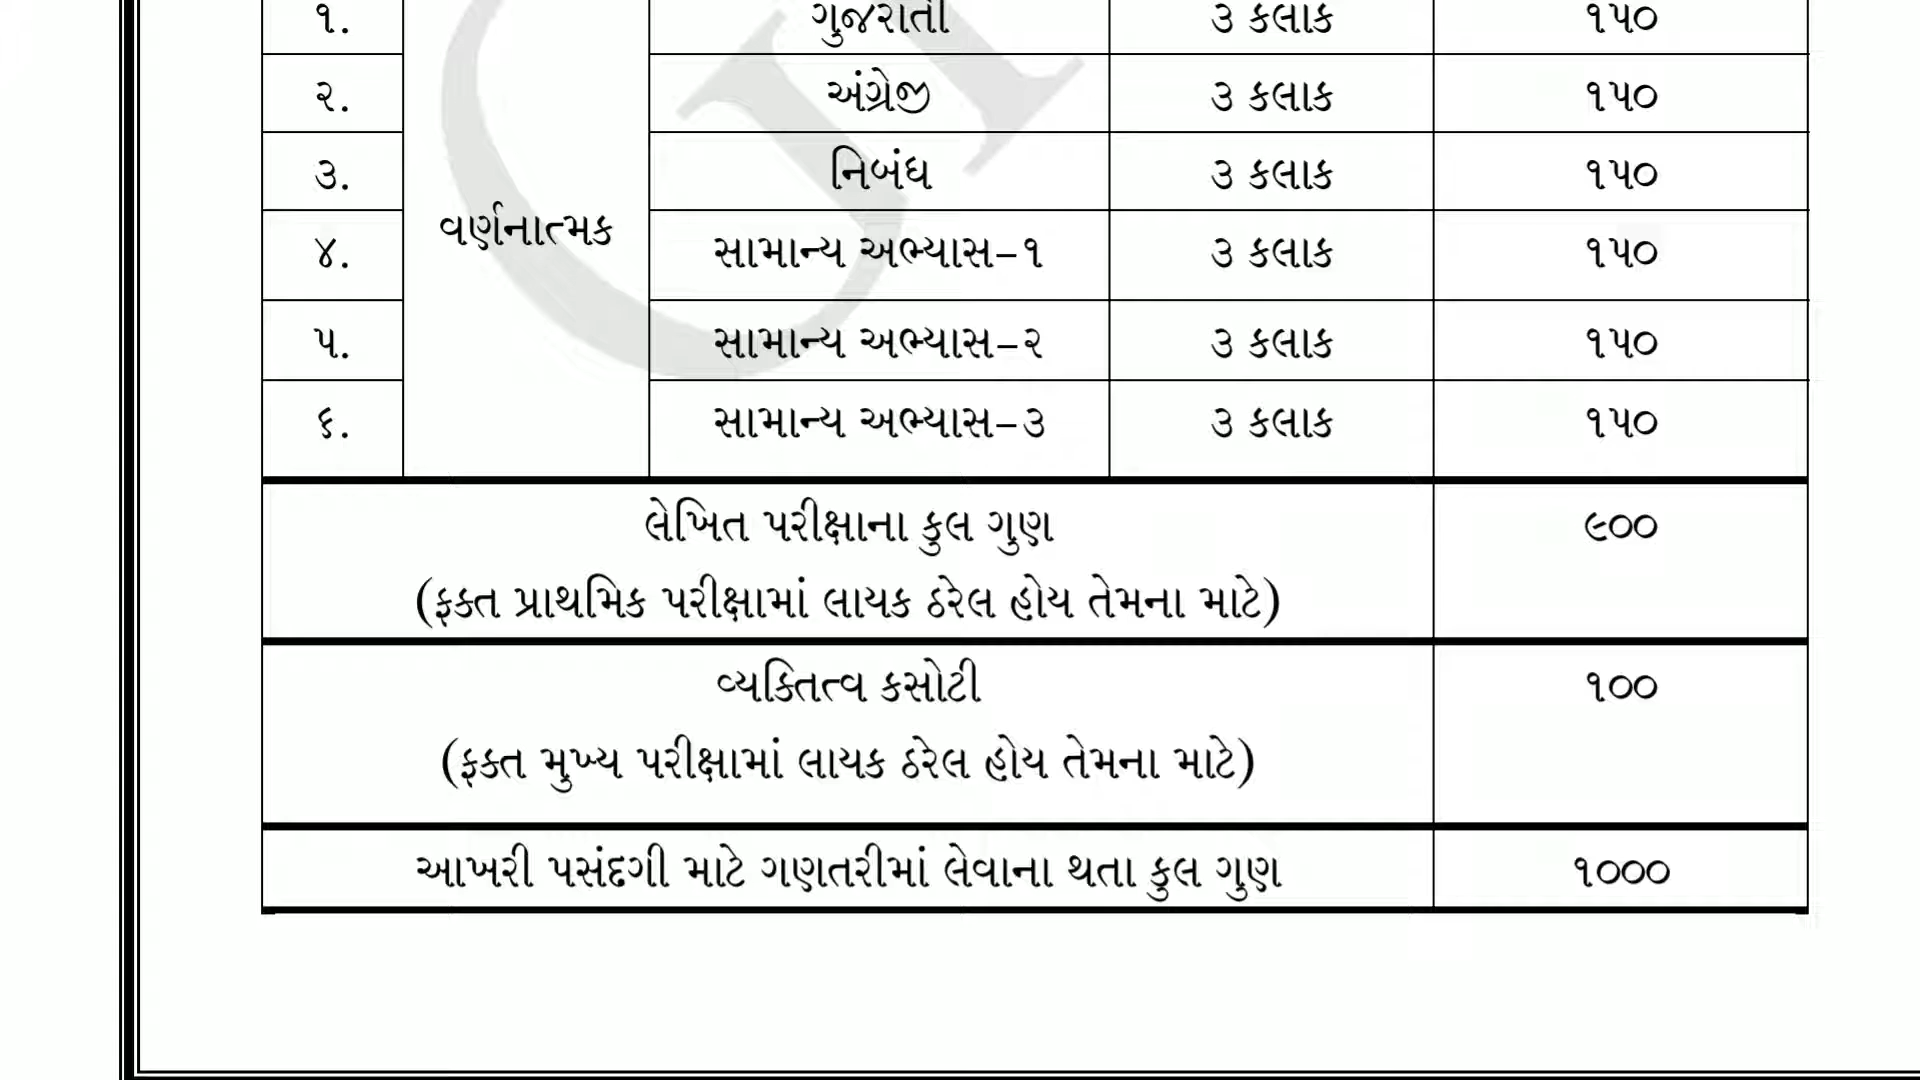 ૧. ગુજરાતી ૩ કલાક ૧૫૦
૨. અંગ્રેજી ૩ કલાક ૧૫૦
૩. નિબંધ ૩ કલાક ૧૫૦
વર્ણનાત્મક
૪. સામાન્ય અભ્યાસ–૧ ૩ કલાક ૧૫૦
૫. સામાન્ય અભ્યાસ–૨ ૩ કલાક ૧૫૦
૬. સામાન્ય અભ્યાસ–૩ ૩ કલાક ૧૫૦
લેખિત પરીક્ષાના કુલ ગુણ ૯૦૦
(ફક્ત પ્રાથમિક પરીક્ષામાં લાયક ઠરેલ હોય તેમના માટે)
વ્યક્તિત્વ કસોટી ૧૦૦
(ફક્ત મુખ્ય પરીક્ષામાં લાયક ઠરેલ હોય તેમના માટે)
આખરી પસંદગી માટે ગણતરીમાં લેવાના થતા કુલ ગુણ ૧૦૦૦